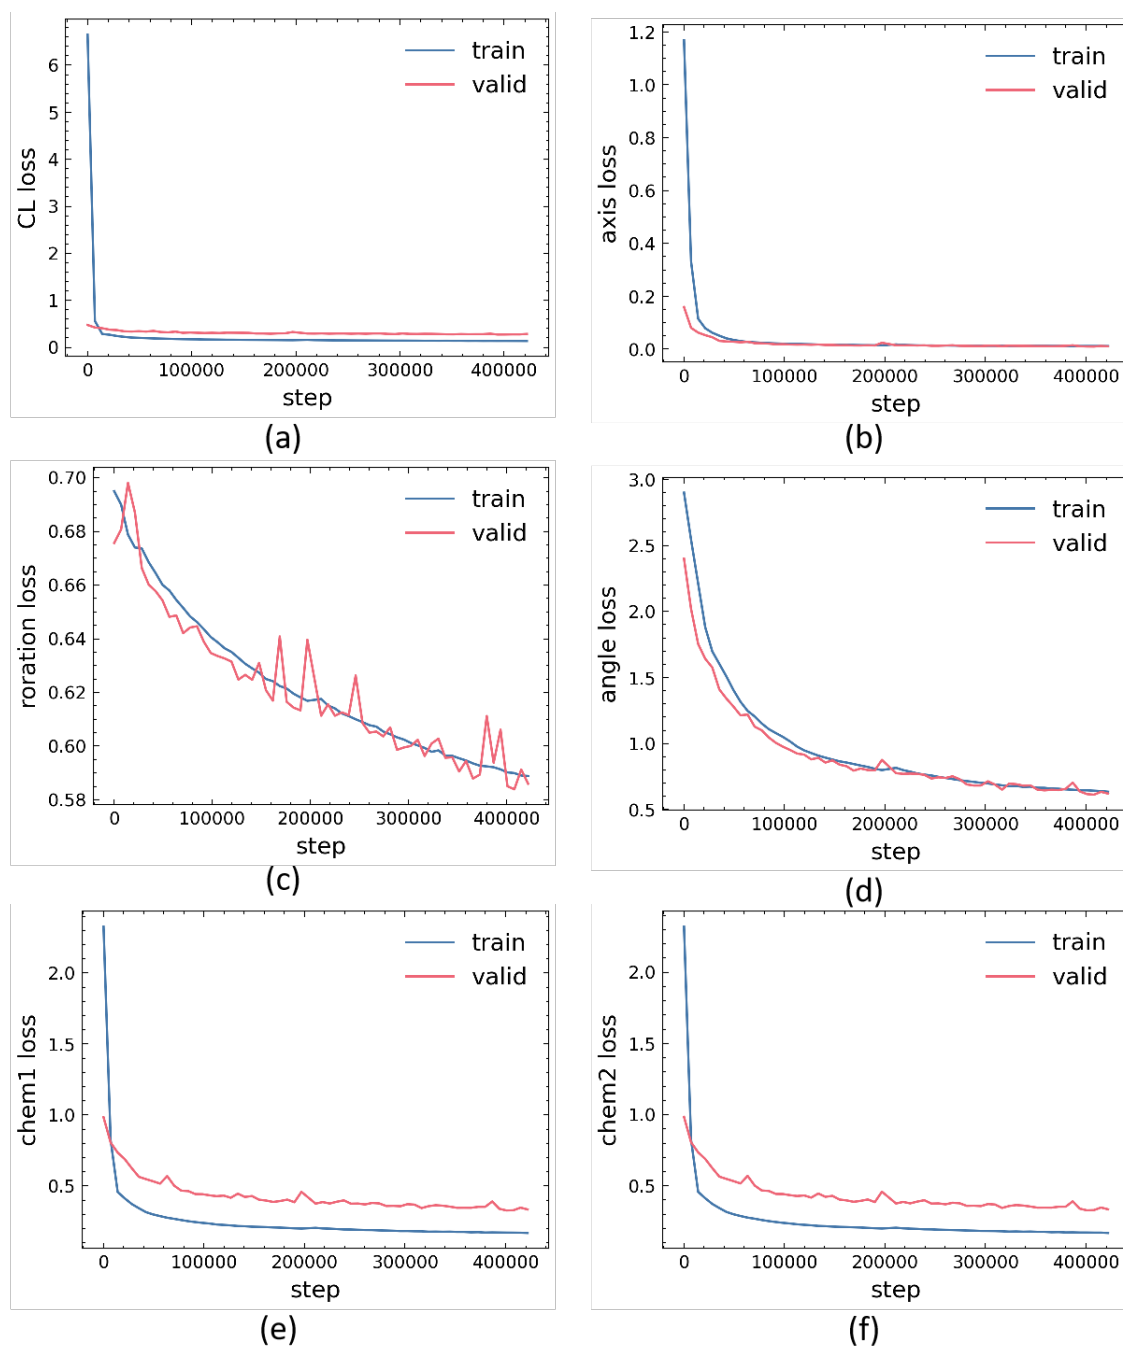 CL loss
6
5
4
3
2
1
0
train
valid
0 100000 200000 300000 400000
step
(a)
axis loss
1.2
1.0
0.8
0.6
0.4
0.2
0.0
train
valid
0 100000 200000 300000 400000
step
(b)
roration loss
0.70
0.68
0.66
0.64
0.62
0.60
0.58
train
valid
0 100000 200000 300000 400000
step
(c)
angle loss
3.0
2.5
2.0
1.5
1.0
0.5
train
valid
0 100000 200000 300000 400000
step
(d)
chem1 loss
2.0
1.5
1.0
0.5
train
valid
0 100000 200000 300000 400000
step
(e)
chem2 loss
2.0
1.5
1.0
0.5
train
valid
0 100000 200000 300000 400000
step
(f)